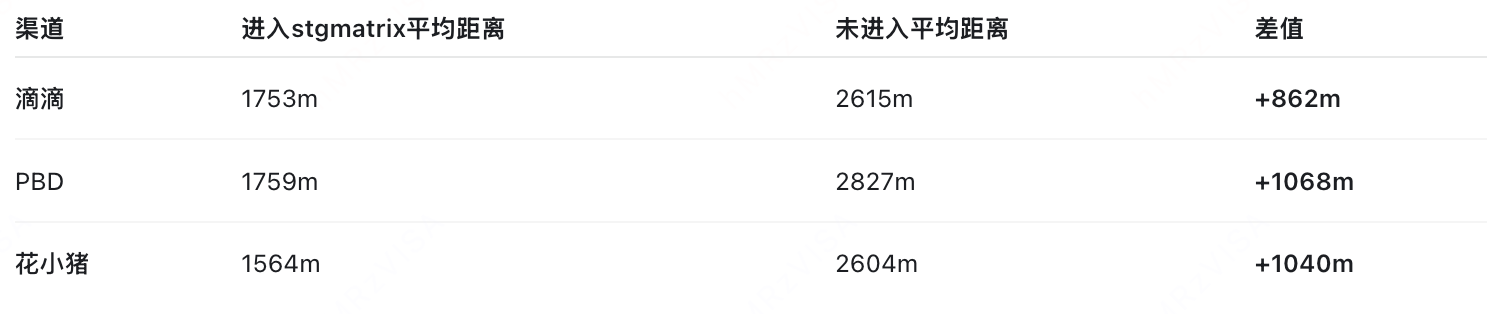 渠道 进入stgmatrix平均距离 未进入平均距离 差值
滴滴 1753m 2615m +862m
PBD 1759m 2827m +1068m
花小猪 1564m 2604m +1040m